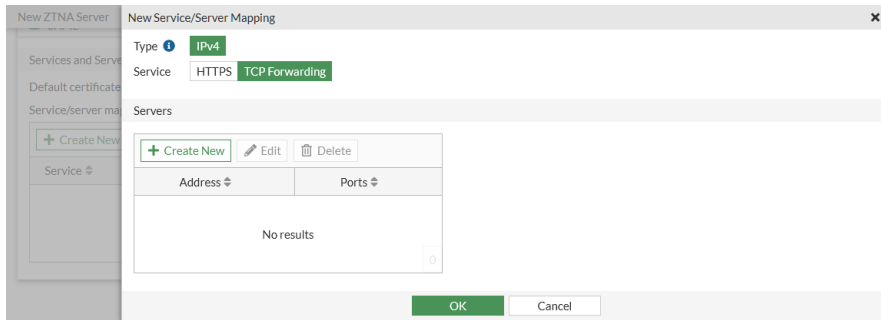 New ZTNA Server
New Service/Server Mapping
Type IPv4
Services and Serve
Service HTTPS TCP Forwarding
Default certificate
Service/server ma
Servers
+ Create New
+ Create New Edit Delete
Service
Address Ports
No results
0
OK Cancel